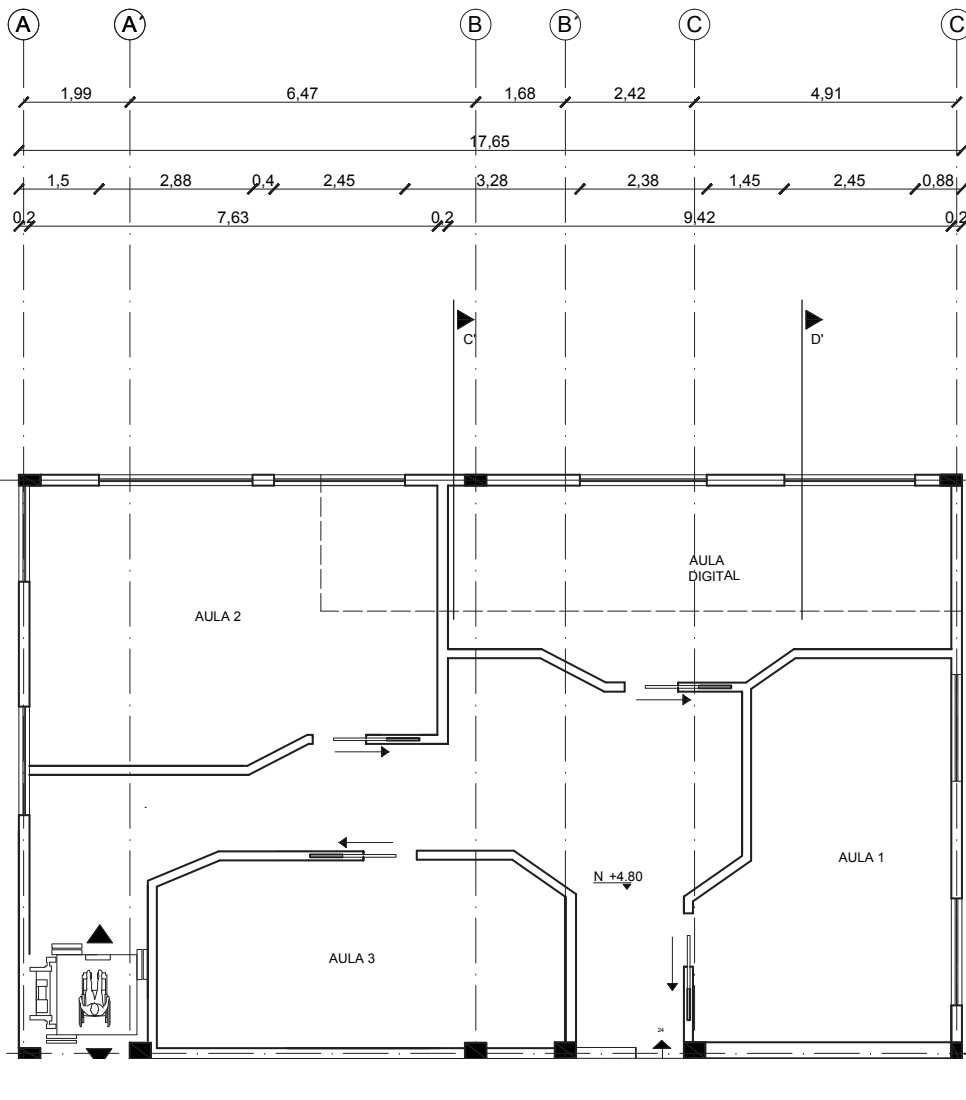 A A´ B B´ C C
1,99 6,47 1,68 2,42 4,91
17,65
1,5 2,88 0,4 2,45 3,28 2,38 1,45 2,45 0,88
0,2 7,63 0,2 9,42 0,2
C' D'
AULA
DIGITAL
AULA 2
AULA 1
N +4.80
AULA 3
24